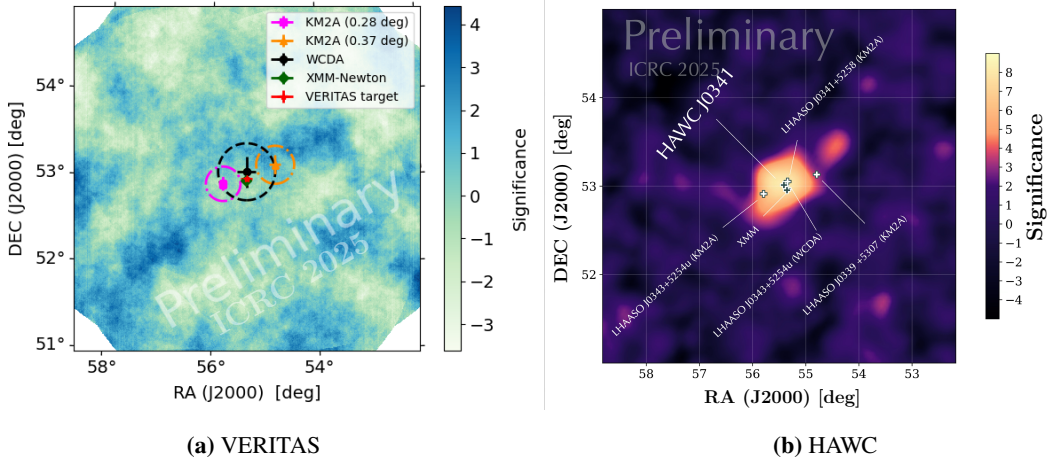 KM2A (0.28 deg)
KM2A (0.37 deg)
WCDA
XMM-Newton
VERITAS target
Preliminary
ICRC 2025
54°
53°
52°
51°
DEC (J2000) [deg]
58°
56°
54°
RA (J2000) [deg]
4
3
2
1
0
−1
−2
−3
Significance
(a) VERITAS
Preliminary
ICRC 2025
HAWC J0341
LHAASO J0341+5258 (KM2A)
LHAASO J0343+5254u (KM2A)
XMM
LHAASO J0343+5254u (WCDA)
LHAASO J0339 +5307 (KM2A)
54
53
52
DEC (J2000) [deg]
58
57
56
55
54
53
RA (J2000) [deg]
8
7
6
5
4
3
2
1
0
−1
−2
−3
−4
Significance
(b) HAWC